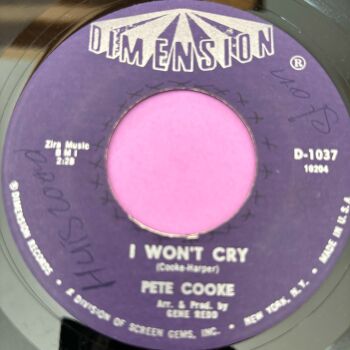 DIMENSION
®
Zira Music
BMI
2:28
D-1037
10204
I WON'T CRY
(Cooke-Harper)
PETE COOKE
Arr. & Prod. by
GENE REDD
© DIMENSION RECORDS • A DIVISION OF SCREEN GEMS, INC. • NEW YORK, N.Y. • MADE IN U.S.A.